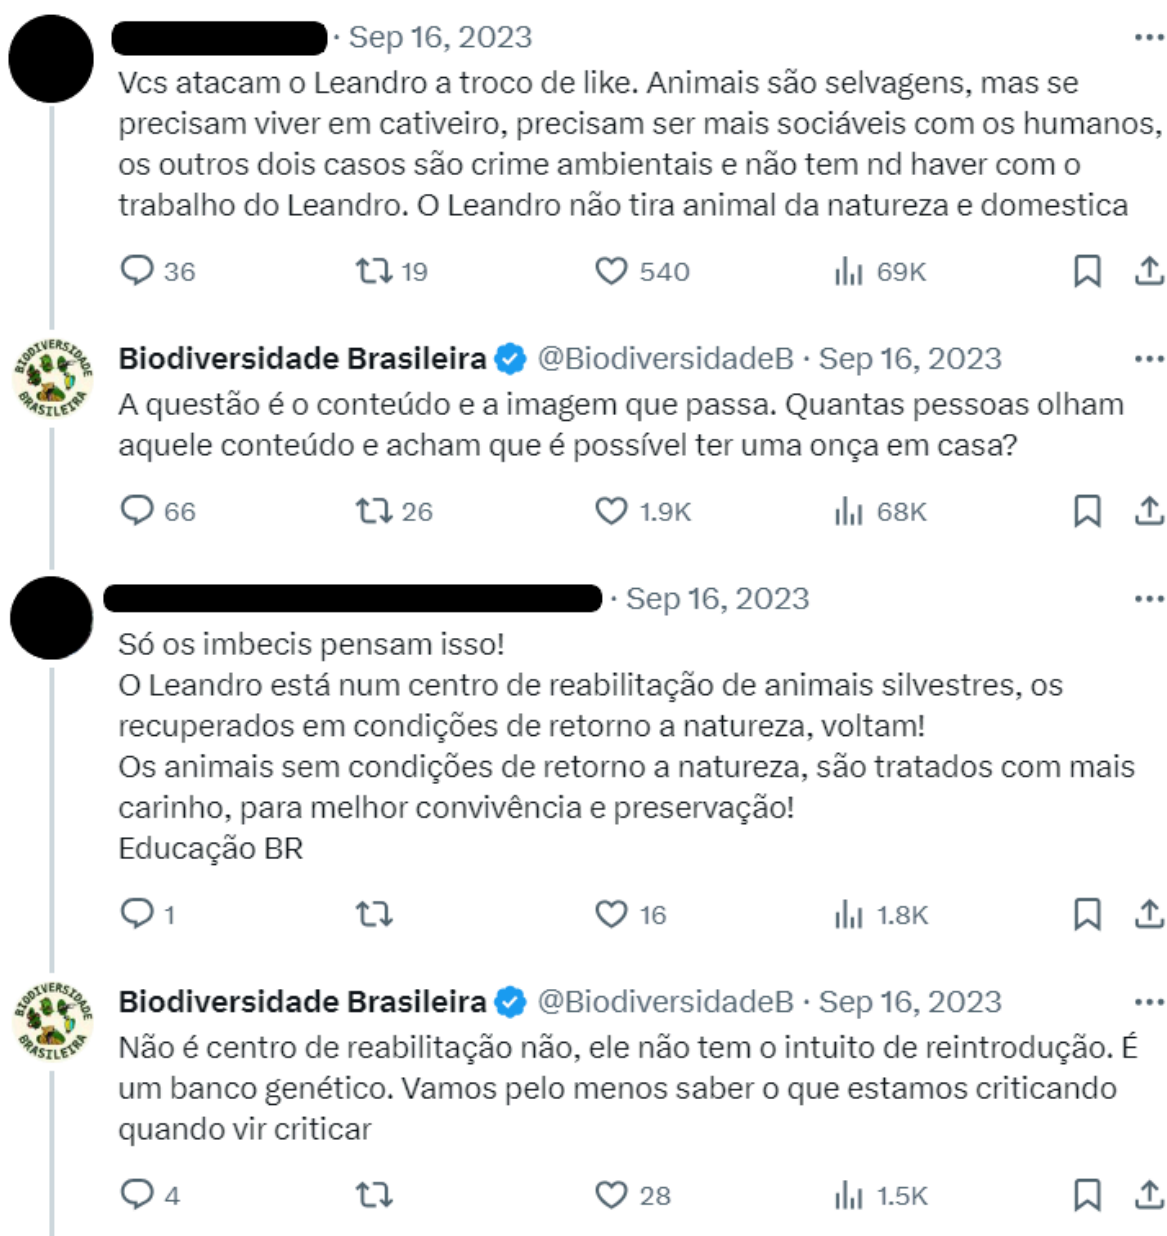 · Sep 16, 2023
Vcs atacam o Leandro a troco de like. Animais são selvagens, mas se
precisam viver em cativeiro, precisam ser mais sociáveis com os humanos,
os outros dois casos são crime ambientais e não tem nd haver com o
trabalho do Leandro. O Leandro não tira animal da natureza e domestica
36 19 540 69K
BIODIVERSIDADE BRASILEIRA
Biodiversidade Brasileira @BiodiversidadeB · Sep 16, 2023
A questão é o conteúdo e a imagem que passa. Quantas pessoas olham
aquele conteúdo e acham que é possível ter uma onça em casa?
66 26 1.9K 68K
· Sep 16, 2023
Só os imbecis pensam isso!
O Leandro está num centro de reabilitação de animais silvestres, os
recuperados em condições de retorno a natureza, voltam!
Os animais sem condições de retorno a natureza, são tratados com mais
carinho, para melhor convivência e preservação!
Educação BR
1 16 1.8K
BIODIVERSIDADE BRASILEIRA
Biodiversidade Brasileira @BiodiversidadeB · Sep 16, 2023
Não é centro de reabilitação não, ele não tem o intuito de reintrodução. É
um banco genético. Vamos pelo menos saber o que estamos criticando
quando vir criticar
4 28 1.5K